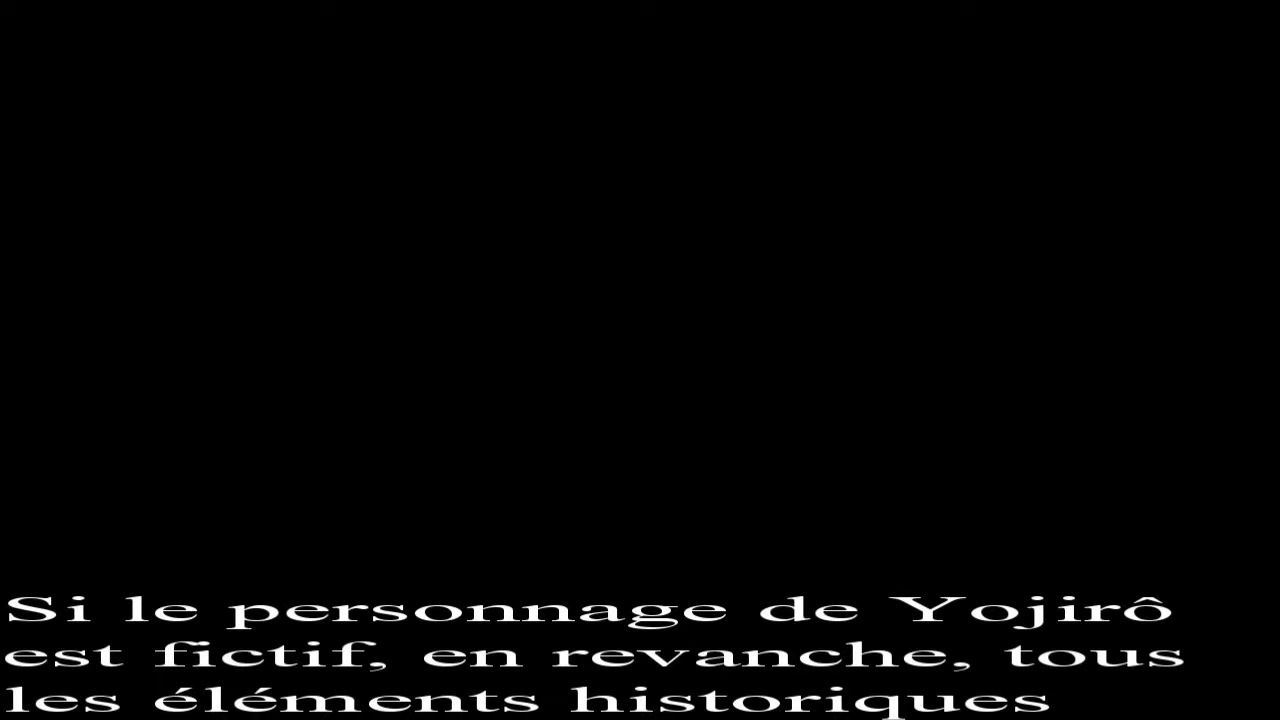 Si le personnage de Yojirô
est fictif, en revanche, tous
les éléments historiques